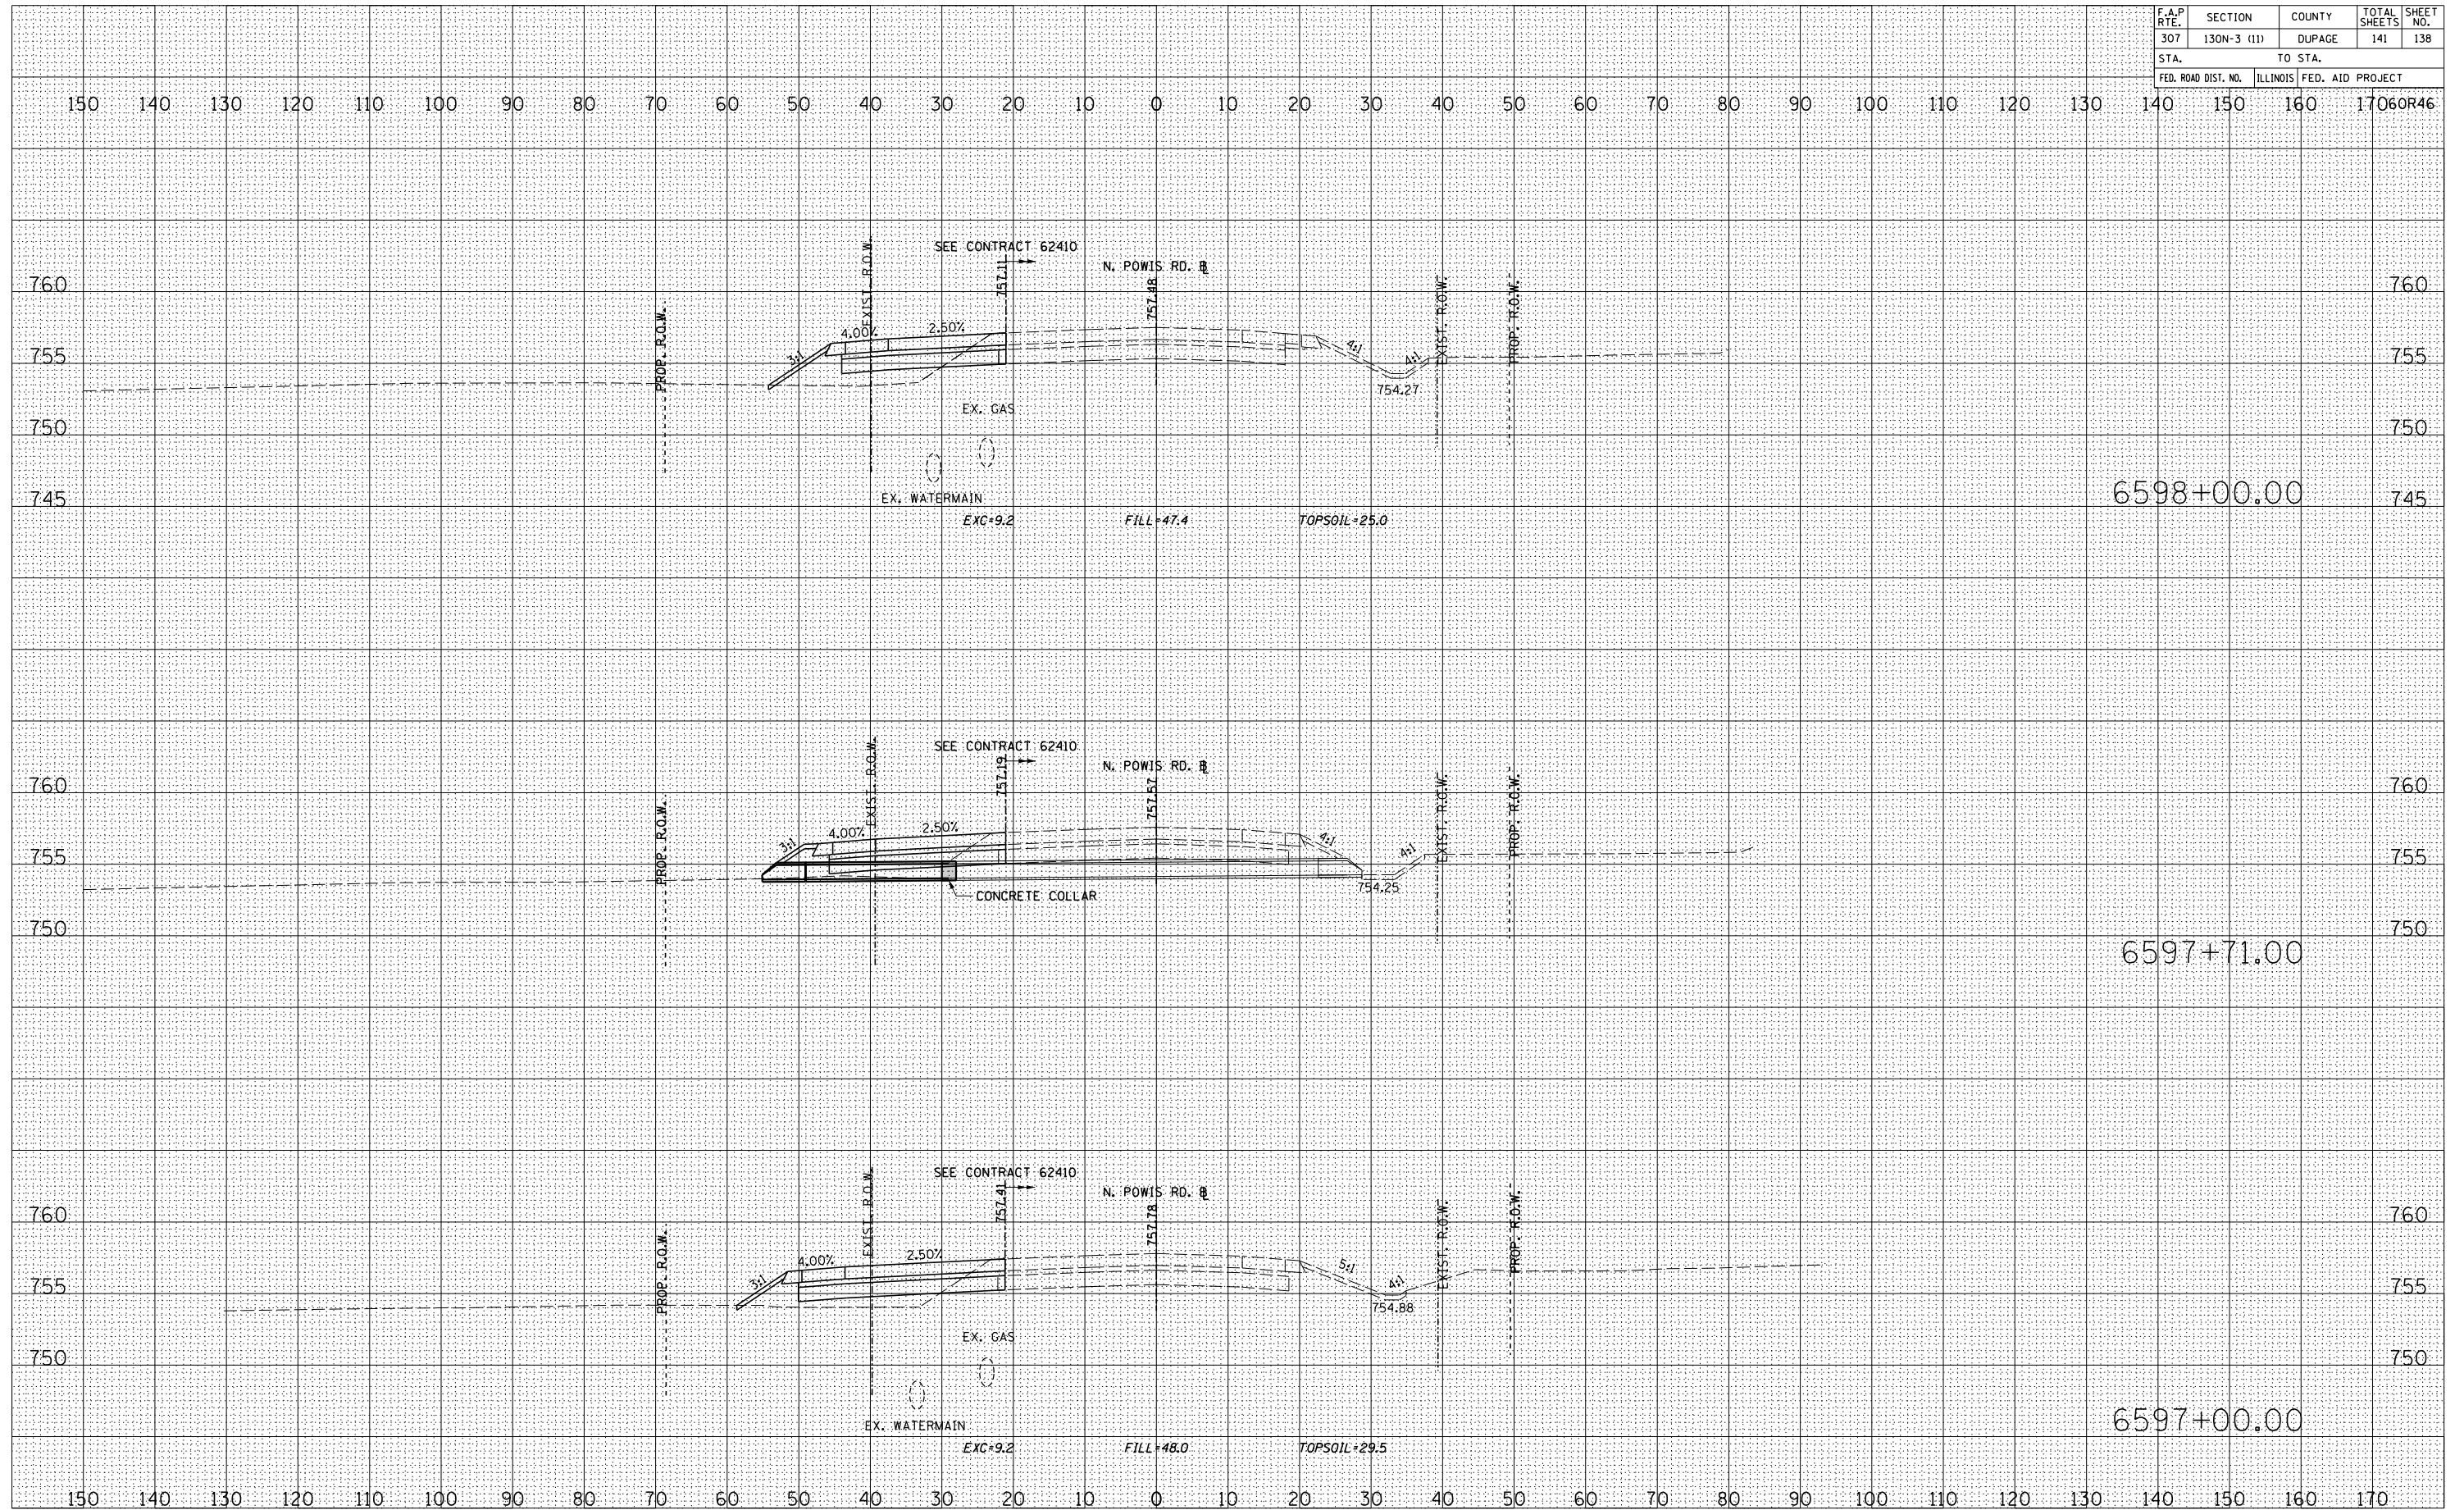 F.A.P RTE. SECTION COUNTY TOTAL SHEETS SHEET NO.
307 130N-3 (11) DUPAGE 141 138
STA. TO STA.
FED. ROAD DIST. NO. ILLINOIS FED. AID PROJECT
150 140 130 120 110 100 90 80 70 60 50 40 30 20 10 0 10 20 30 40 50 60 70 80 90 100 110 120 130 140 150 160 170 60R46
SEE CONTRACT 62410
N. POWIS RD. ℄
EXIST. R.O.W.
757.11
757.48
EXIST. R.O.W.
PROP. R.O.W.
PROP. R.O.W.
760 760
3:1 4.00% 2.50% 4:1 4:1
755 755
754.27
EX. GAS
750 750
EX. WATERMAIN
745 6598+00.00 745
EXC=9.2 FILL=47.4 TOPSOIL=25.0
SEE CONTRACT 62410
N. POWIS RD. ℄
EXIST. R.O.W.
757.19
757.57
EXIST. R.O.W.
PROP. R.O.W.
PROP. R.O.W.
760 760
3:1 4.00% 2.50% 4:1 4:1
755 755
754.25
CONCRETE COLLAR
750 750
6597+71.00
SEE CONTRACT 62410
N. POWIS RD. ℄
EXIST. R.O.W.
757.41
757.78
EXIST. R.O.W.
PROP. R.O.W.
PROP. R.O.W.
760 760
3:1 4.00% 2.50% 5:1 4:1
755 755
754.88
EX. GAS
750 750
EX. WATERMAIN
6597+00.00
EXC=9.2 FILL=48.0 TOPSOIL=29.5
150 140 130 120 110 100 90 80 70 60 50 40 30 20 10 0 10 20 30 40 50 60 70 80 90 100 110 120 130 140 150 160 170